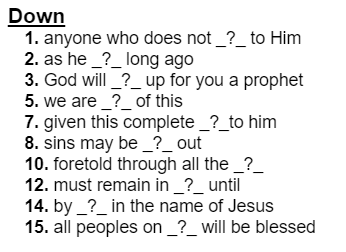 Down
1. anyone who does not _?_ to Him
2. as he _?_ long ago
3. God will _?_ up for you a prophet
5. we are _?_ of this
7. given this complete _?_to him
8. sins may be _?_ out
10. foretold through all the _?_
12. must remain in _?_ until
14. by _?_ in the name of Jesus
15. all peoples on _?_ will be blessed